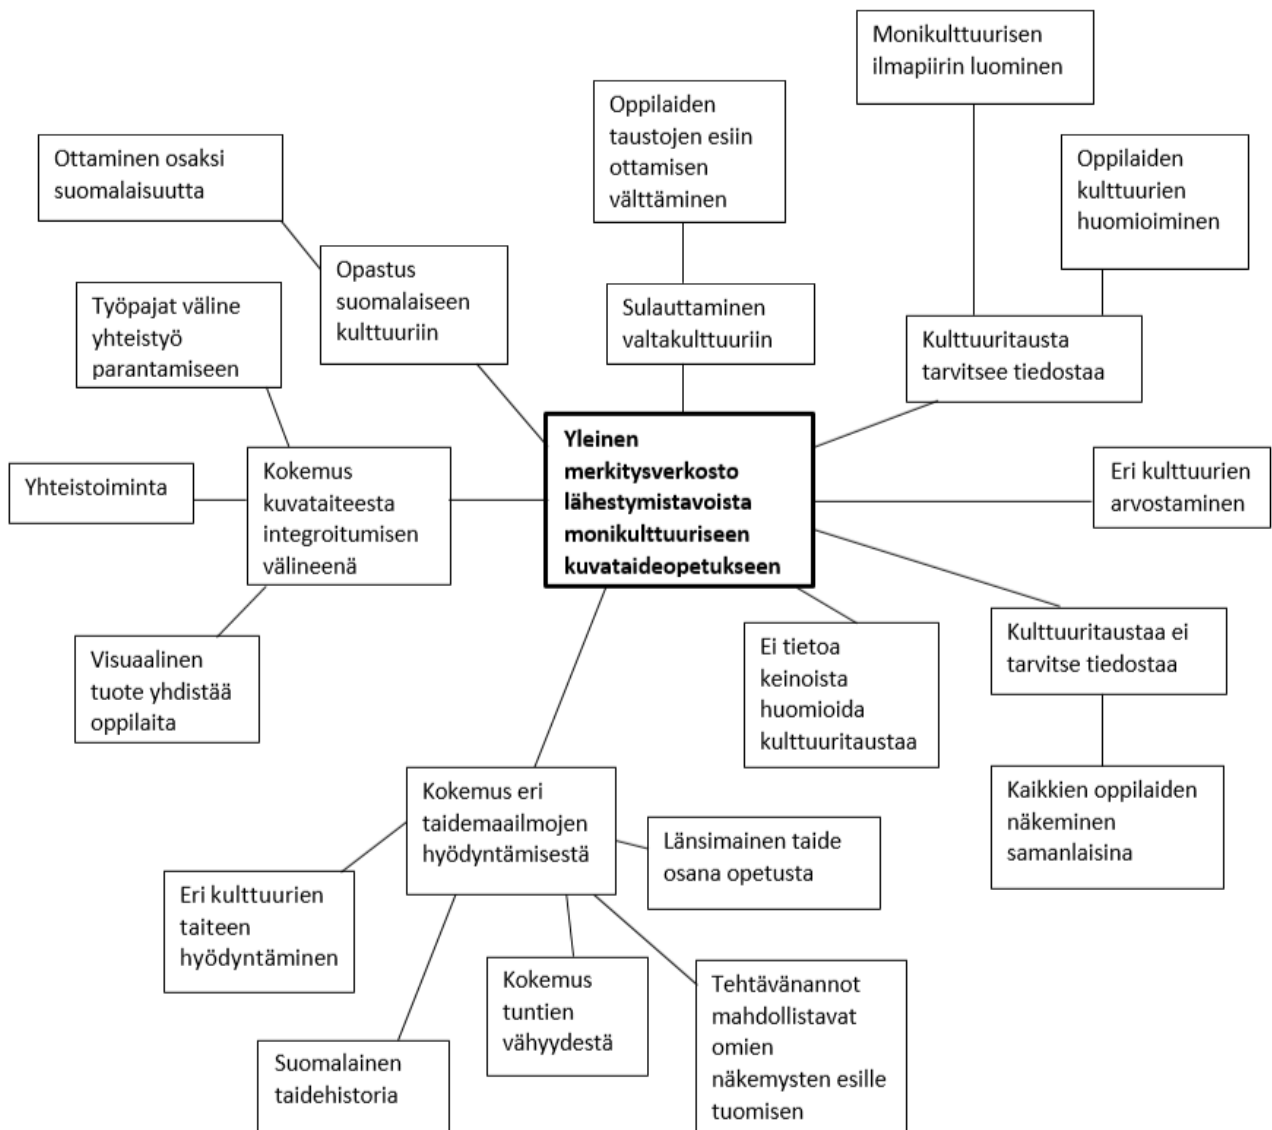 Monikulttuurisen
ilmapiirin luominen
Oppilaiden
taustojen esiin
ottamisen
välttäminen
Ottaminen osaksi
suomalaisuutta
Oppilaiden
kulttuurien
huomioiminen
Opastus
suomalaiseen
kulttuuriin
Työpajat väline
yhteistyö
parantamiseen
Sulauttaminen
valtakulttuuriin
Kulttuuritausta
tarvitsee tiedostaa
Yleinen
merkitysverkosto
lähestymistavoista
monikulttuuriseen
kuvataideopetukseen
Yhteistoiminta
Kokemus
kuvataiteesta
integroitumisen
välineenä
Eri kulttuurien
arvostaminen
Visuaalinen
tuote yhdistää
oppilaita
Ei tietoa
keinoista
huomioida
kulttuuritaustaa
Kulttuuritaustaa ei
tarvitse tiedostaa
Kaikkien oppilaiden
näkeminen
samanlaisina
Kokemus eri
taidemaailmojen
hyödyntämisestä
Länsimainen taide
osana opetusta
Eri kulttuurien
taiteen
hyödyntäminen
Kokemus
tuntien
vähyydestä
Tehtävänannot
mahdollistavat
omien
näkemysten esille
tuomisen
Suomalainen
taidehistoria